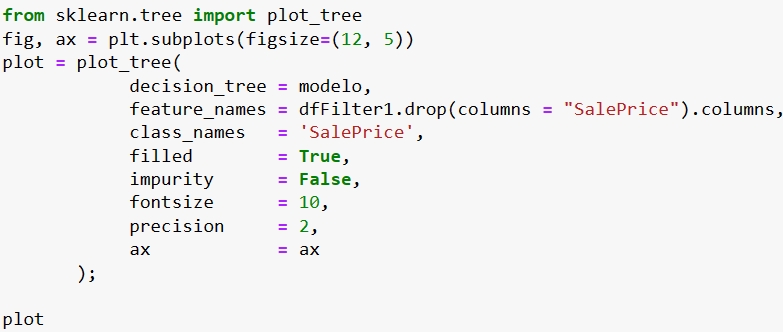 from sklearn.tree import plot_tree
fig, ax = plt.subplots(figsize=(12, 5))
plot = plot_tree(
            decision_tree = modelo,
            feature_names = dfFilter1.drop(columns = "SalePrice").columns,
            class_names   = 'SalePrice',
            filled        = True,
            impurity      = False,
            fontsize      = 10,
            precision     = 2,
            ax            = ax
       );

plot